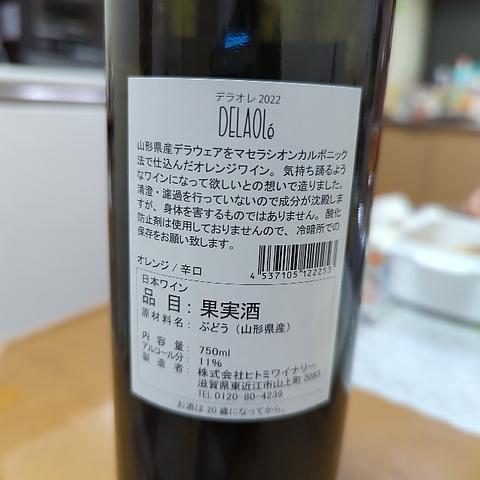 デラオレ 2022
DELAOLé
山形県産デラウェアをマセラシオンカルボニック
法で仕込んだオレンジワイン。気持ち踊るよう
なワインになって欲しいとの想いで造りました。
清澄・濾過を行っていないので成分が沈殿しま
すが、身体を害するものではありません。酸化
防止剤は使用しておりませんので、冷暗所での
保存をお願い致します。
4 537105 122253
オレンジ / 辛口
日本ワイン
品目：果実酒
原材料名：ぶどう（山形県産）
内容量：750ml
アルコール分：11%
製造者：株式会社ヒトミワイナリー
滋賀県東近江市山上町 2083
TEL 0120-80-4239
お酒は 20 歳になってから。